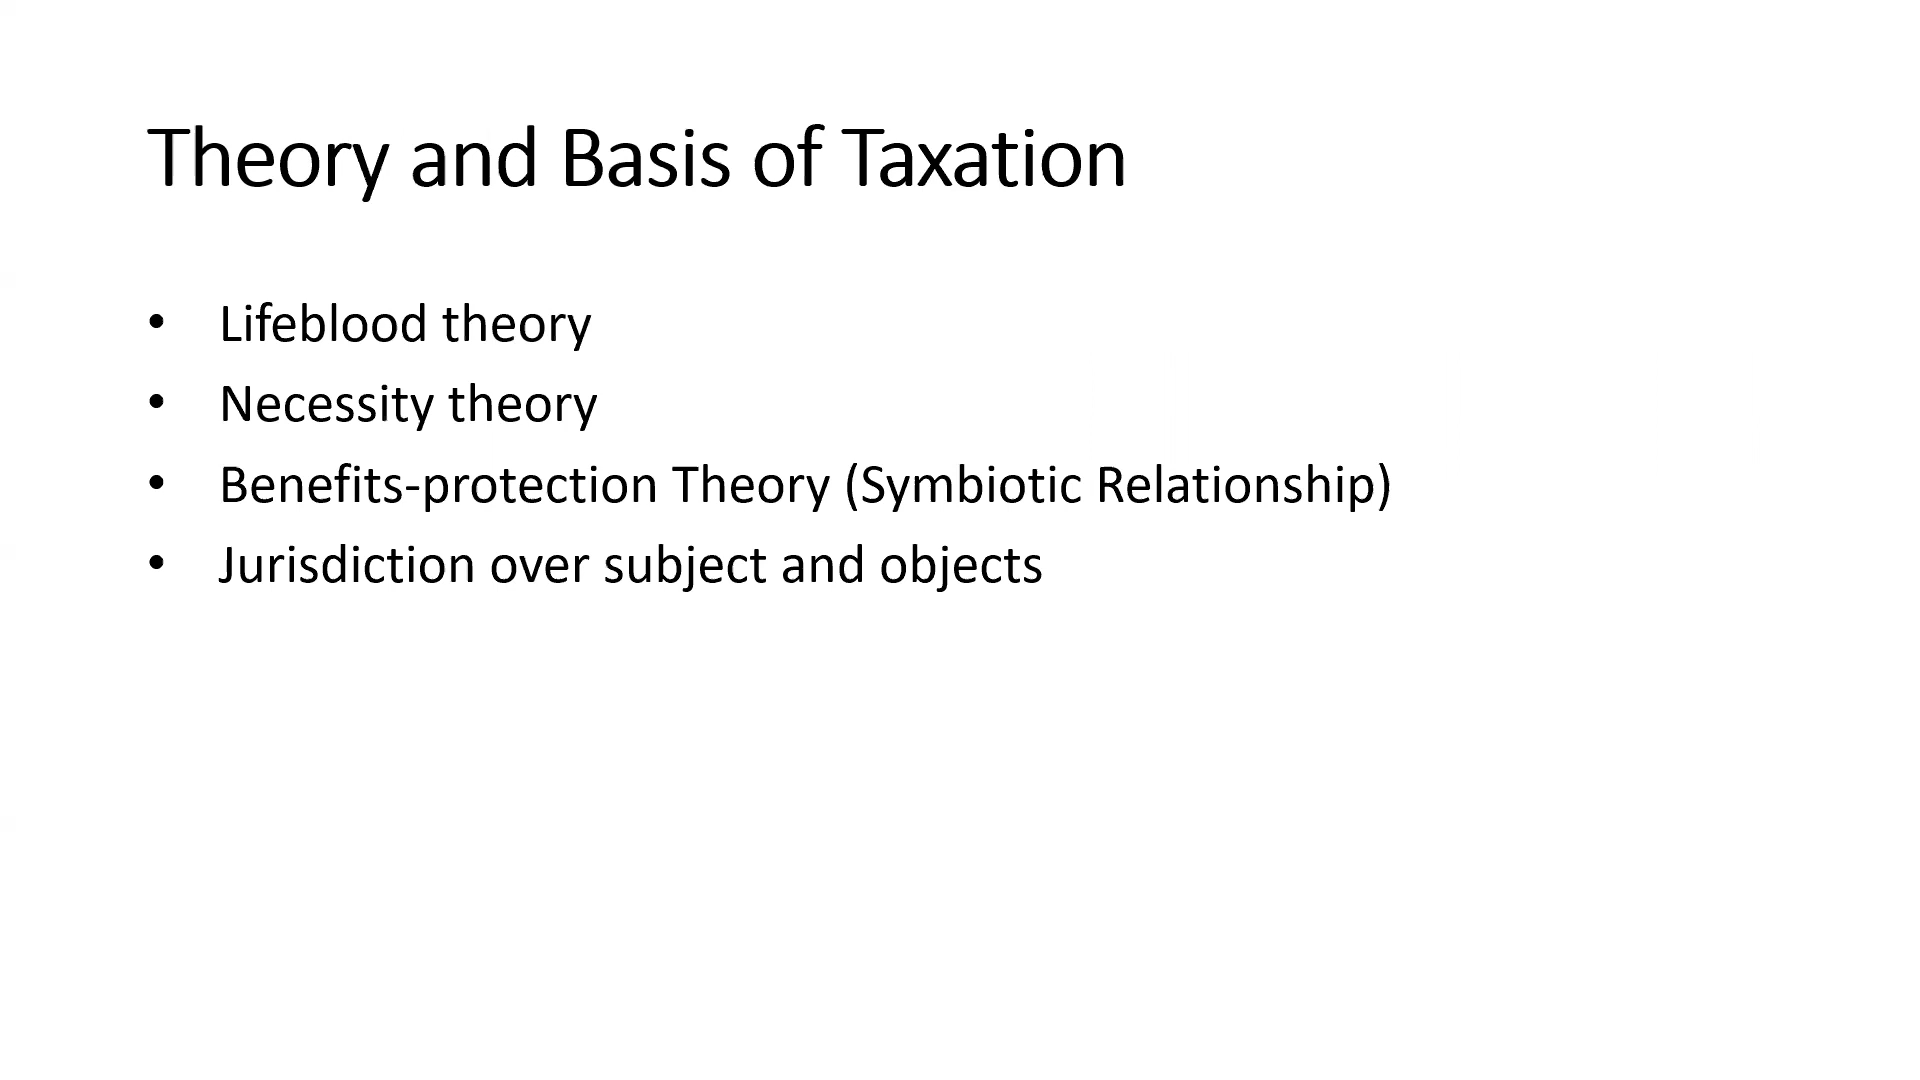 Theory and Basis of Taxation
• Lifeblood theory
• Necessity theory
• Benefits-protection Theory (Symbiotic Relationship)
• Jurisdiction over subject and objects